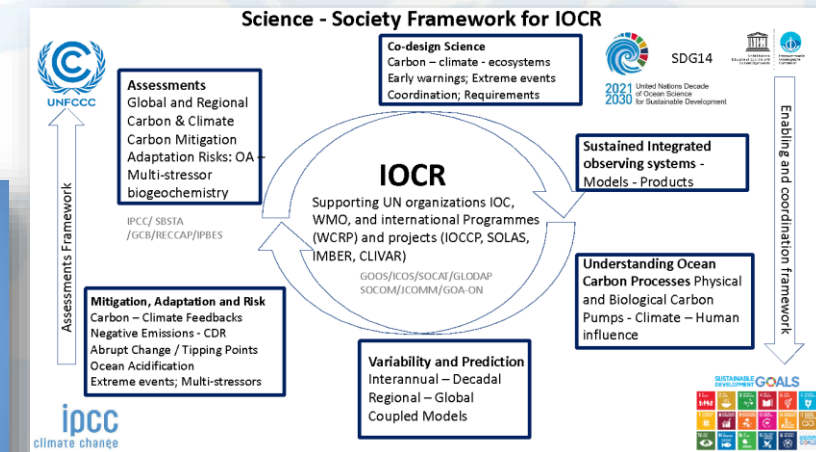 Science - Society Framework for IOCR
UNFCCC
Assessments
Global and Regional
Carbon & Climate
Carbon Mitigation
Adaptation Risks: OA –
Multi-stressor
biogeochemistry
IPCC/ SBSTA
/GCB/RECCAP/IPBES
Assessments Framework
Co-design Science
Carbon – climate - ecosystems
Early warnings; Extreme events
Coordination; Requirements
SDG14
2021
2030
United Nations Decade
of Ocean Science
for Sustainable Development
Enabling and coordination framework
Sustained Integrated
observing systems -
Models - Products
IOCR
Supporting UN organizations IOC,
WMO, and international Programmes
(WCRP) and projects (IOCCP, SOLAS,
IMBER, CLIVAR)
GOOS/ICOS/SOCAT/GLODAP
SOCOM/JCOMM/GOA-ON
Understanding Ocean
Carbon Processes Physical
and Biological Carbon
Pumps - Climate – Human
influence
Mitigation, Adaptation and Risk
Carbon – Climate Feedbacks
Negative Emissions - CDR
Abrupt Change / Tipping Points
Ocean Acidification
Extreme events; Multi-stressors
Variability and Prediction
Interannual – Decadal
Regional – Global
Coupled Models
ipcc
climate change
SUSTAINABLE
DEVELOPMENT
GOALS